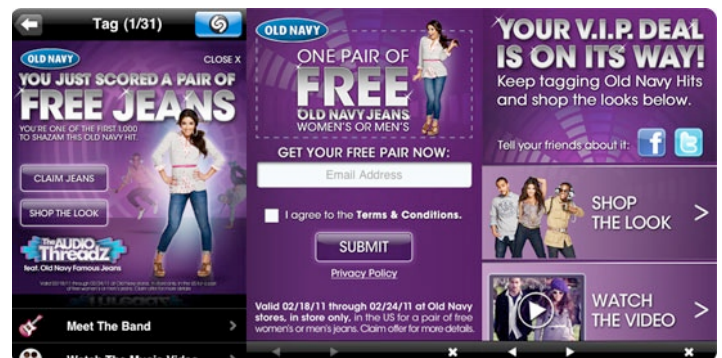 Tag (1/31)
OLD NAVY
CLOSE X
YOU JUST SCORED A PAIR OF
FREE JEANS
YOU'RE ONE OF THE FIRST 1,000
TO SHAZAM THIS OLD NAVY HIT.
CLAIM JEANS
SHOP THE LOOK
The AUDIO
Threadz
feat. Old Navy Famous Jeans
Meet The Band
Watch The Music Video
OLD NAVY
ONE PAIR OF
FREE
OLD NAVY JEANS
WOMEN'S OR MEN'S
GET YOUR FREE PAIR NOW:
Email Address
I agree to the Terms & Conditions.
SUBMIT
Privacy Policy
Valid 02/18/11 through 02/24/11 at Old Navy
stores, in store only, in the US for a pair of free
women's or men's jeans. Claim offer for more details.
YOUR V.I.P. DEAL
IS ON ITS WAY!
Keep tagging Old Navy Hits
and shop the looks below.
Tell your friends about it:
SHOP
THE LOOK
WATCH
THE VIDEO